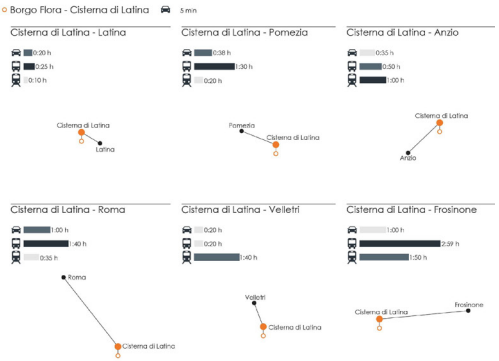 Borgo Flora - Cisterna di Latina 5 min
Cisterna di Latina - Latina
0:20 h
0:25 h
0:10 h
Cisterna di Latina
Latina
Cisterna di Latina - Pomezia
0:38 h
1:30 h
0:20 h
Pomezia
Cisterna di Latina
Cisterna di Latina - Anzio
0:35 h
0:50 h
1:00 h
Cisterna di Latina
Anzio
Cisterna di Latina - Roma
1:00 h
1:40 h
0:35 h
Roma
Cisterna di Latina
Cisterna di Latina - Velletri
0:20 h
0:20 h
1:40 h
Velletri
Cisterna di Latina
Cisterna di Latina - Frosinone
1:00 h
2:59 h
1:50 h
Cisterna di Latina
Frosinone